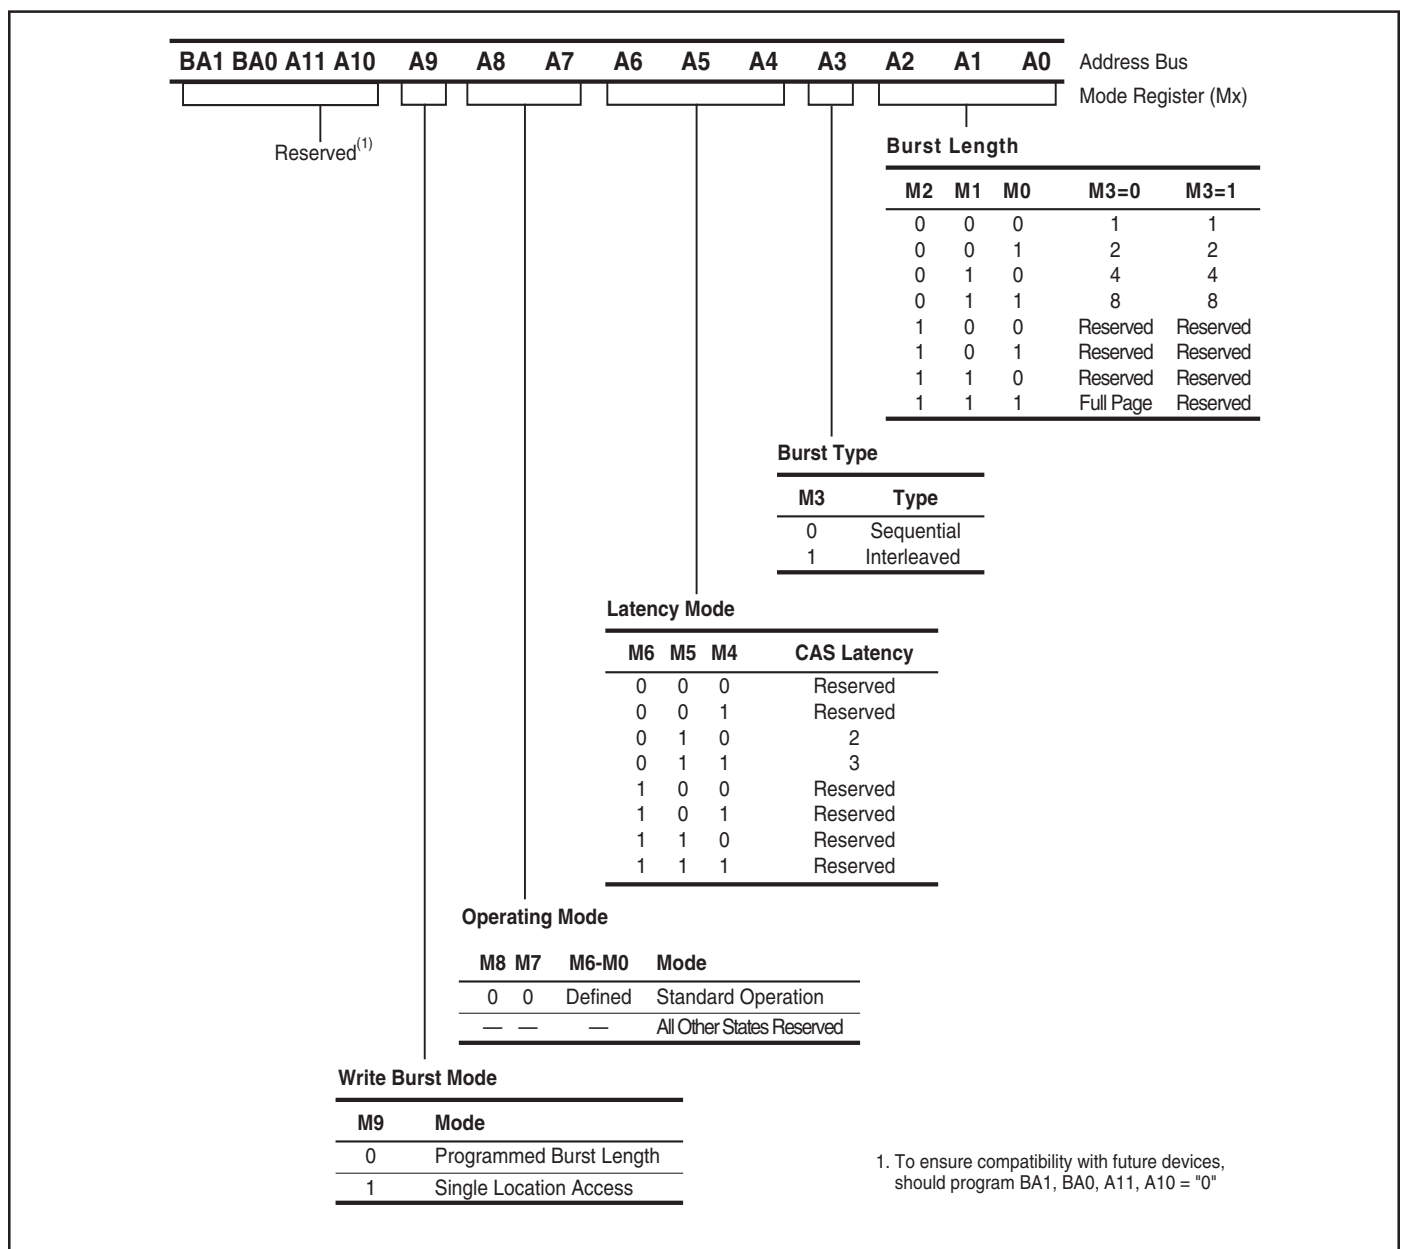 BA1 BA0 A11 A10 A9 A8 A7 A6 A5 A4 A3 A2 A1 A0 Address Bus
Mode Register (Mx)
Reserved(1)
Burst Length
M2 M1 M0 M3=0 M3=1
0 0 0 1 1
0 0 1 2 2
0 1 0 4 4
0 1 1 8 8
1 0 0 Reserved Reserved
1 0 1 Reserved Reserved
1 1 0 Reserved Reserved
1 1 1 Full Page Reserved
Burst Type
M3 Type
0 Sequential
1 Interleaved
Latency Mode
M6 M5 M4 CAS Latency
0 0 0 Reserved
0 0 1 Reserved
0 1 0 2
0 1 1 3
1 0 0 Reserved
1 0 1 Reserved
1 1 0 Reserved
1 1 1 Reserved
Operating Mode
M8 M7 M6-M0 Mode
0 0 Defined Standard Operation
— — — All Other States Reserved
Write Burst Mode
M9 Mode
0 Programmed Burst Length
1 Single Location Access
1. To ensure compatibility with future devices,
should program BA1, BA0, A11, A10 = "0"